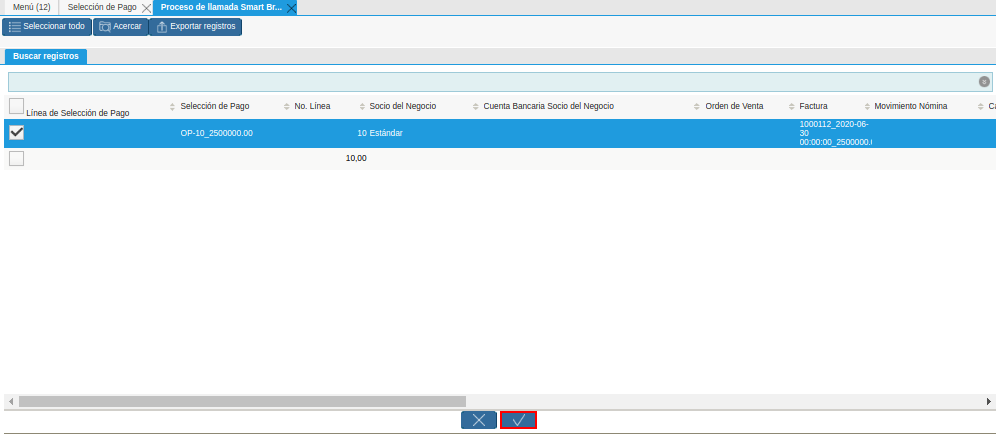 Menú (12) Selección de Pago Proceso de llamada Smart Br...
Seleccionar todo Acercar Exportar registros
Buscar registros
Línea de Selección de Pago Selección de Pago No. Línea Socio del Negocio Cuenta Bancaria Socio del Negocio Orden de Venta Factura Movimiento Nómina Ca
OP-10_2500000.00 10 Estándar 1000112_2020-06-
30
00:00:00_2500000.
10,00